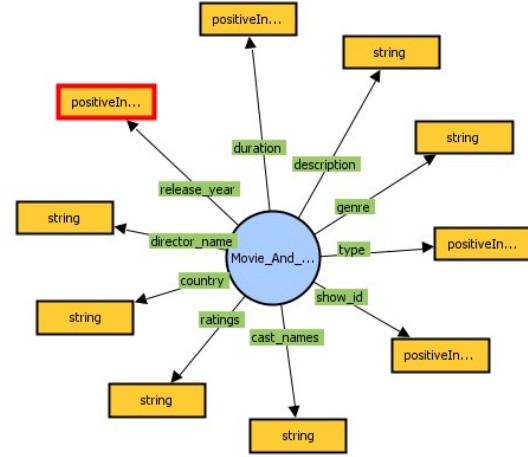 positiveIn...
string
positiveIn...
duration
description
string
release_year
genre
string
director_name
Movie_And_...
type
positiveIn...
country
show_id
string
ratings
cast_names
positiveIn...
string
string